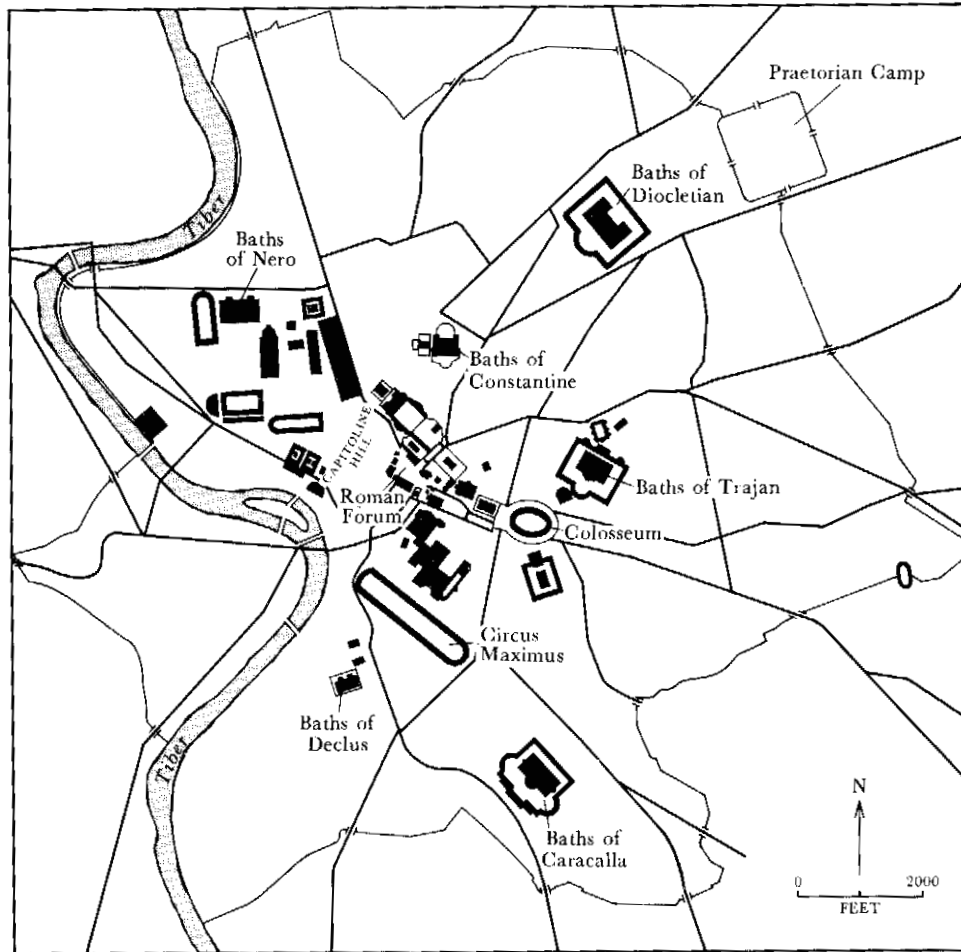 Praetorian Camp
Baths of
Diocletian
Tiber
Baths
of Nero
Baths of
Constantine
CAPITOLINE
HILL
Roman
Forum
Baths of Trajan
Colosseum
Circus
Maximus
Baths of
Declus
Tiber
Baths of
Caracalla
N
0 2000
FEET